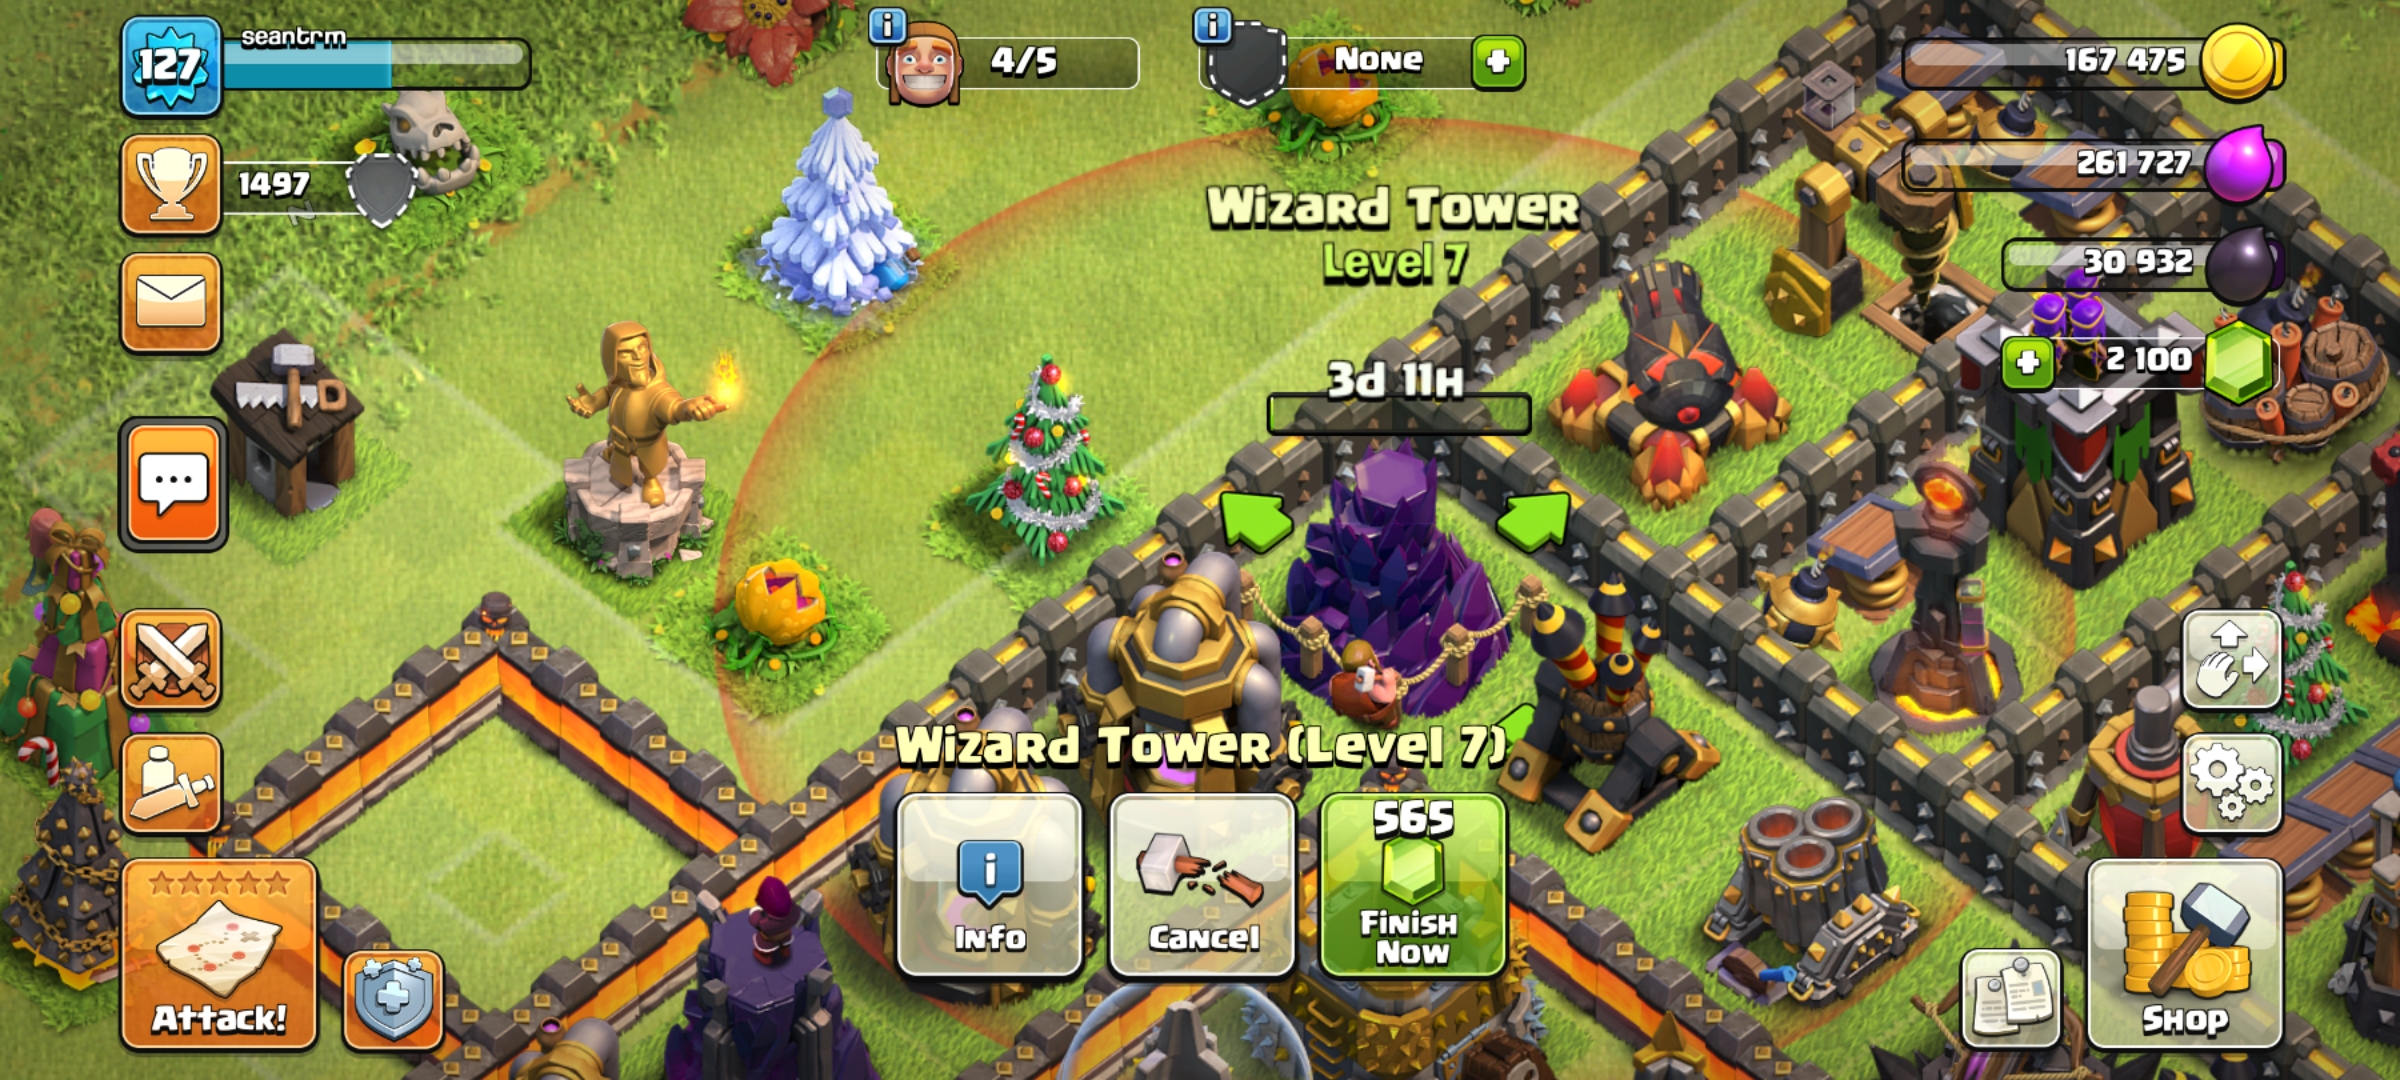 127
seantrm
4/5
None
167 475
1497
261 727
Wizard Tower
Level 7
30 932
2 100
3d 11H
Wizard Tower (Level 7)
Info
Cancel
565
Finish
Now
Attack!
Shop